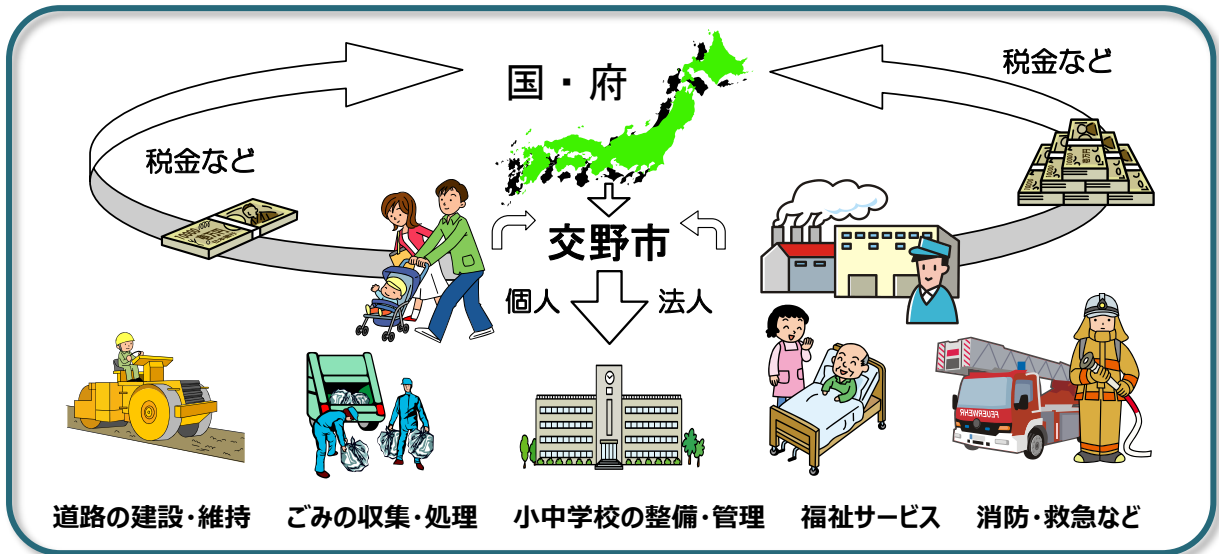 税金など
国・府
税金など
交野市
個人
法人
FEUERWEHR
道路の建設・維持
ごみの収集・処理
小中学校の整備・管理
福祉サービス
消防・救急など